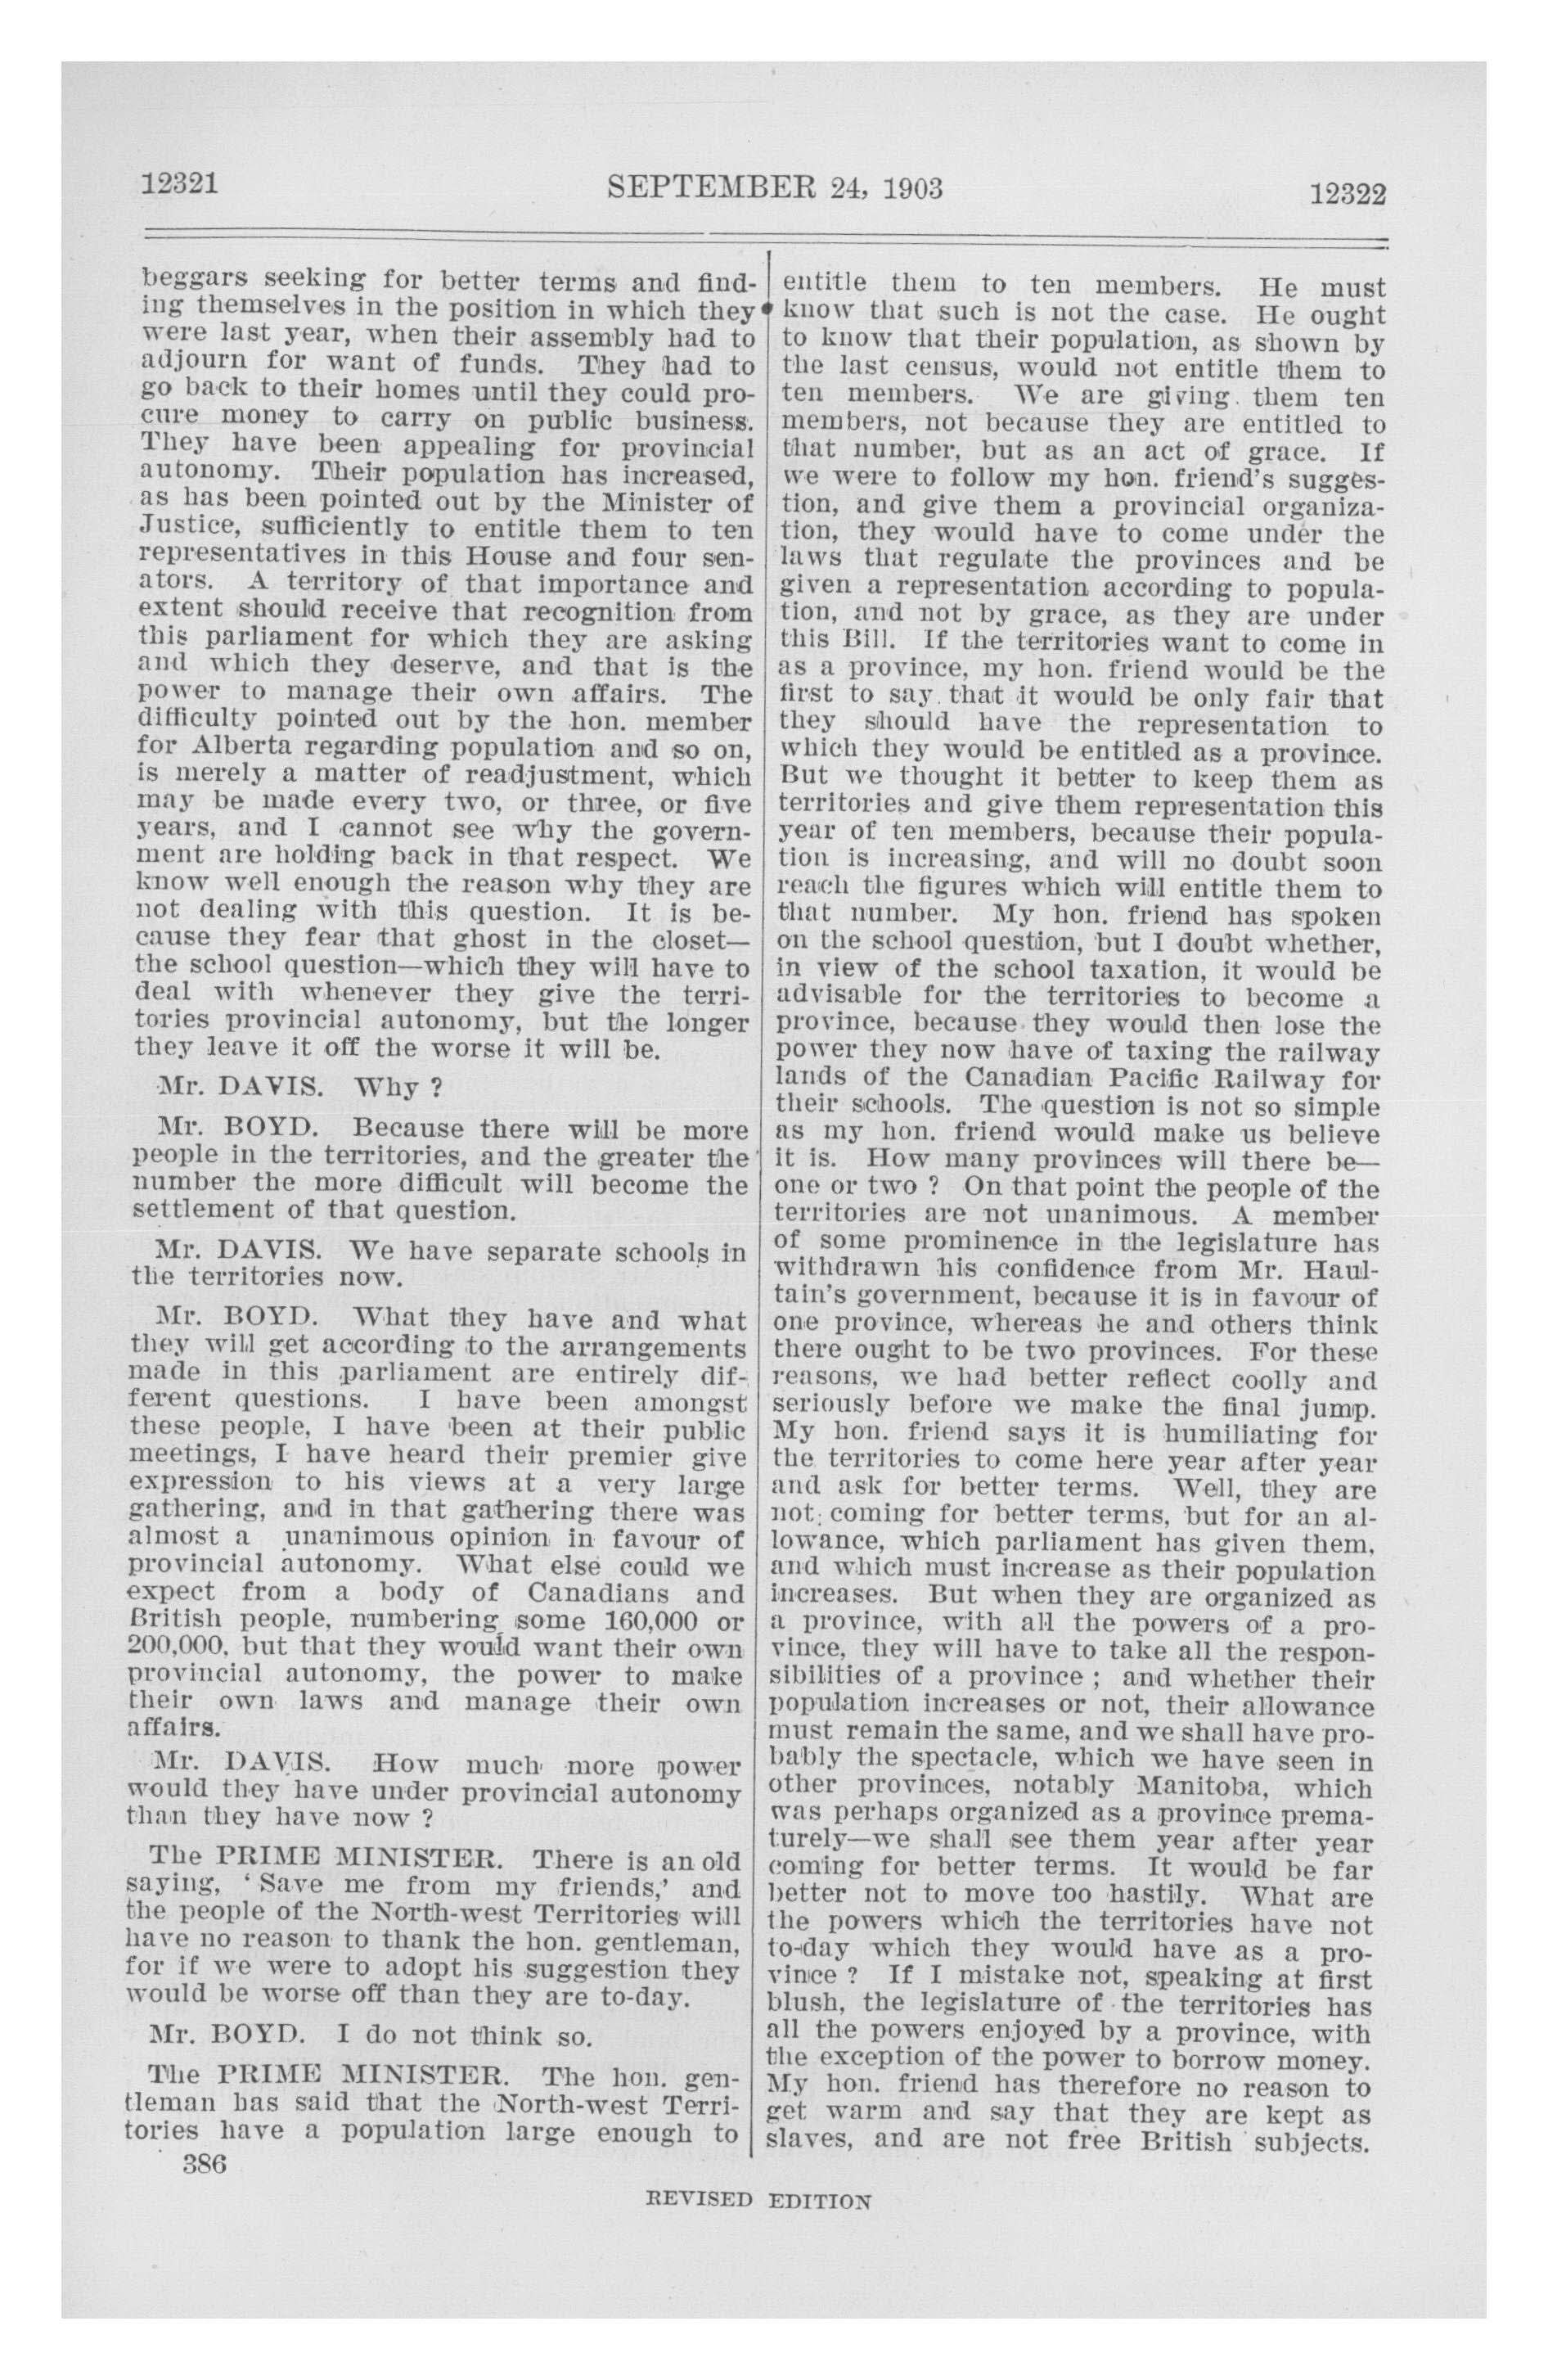 12321
SEPTEMBER 24, 1903
12322
beggars seeking for better terms and find-
ing themselves in the position in which they
were last year, when their assembly had to
adjourn for want of funds. They had to
go back to their homes until they could pro-
cure money to carry on public business.
They have been appealing for provincial
autonomy. Their population has increased,
as has been pointed out by the Minister of
Justice, sufficiently to entitle them to ten
representatives in this House and four sen-
ators. A territory of that importance and
extent should receive that recognition from
this parliament for which they are asking
and which they deserve, and that is the
power to manage their own affairs. The
difficulty pointed out by the hon. member
for Alberta regarding population and so on,
is merely a matter of readjustment, which
may be made every two, or three, or five
years, and I cannot see why the govern-
ment are holding back in that respect. We
know well enough the reason why they are
not dealing with this question. It is be-
cause they fear that ghost in the closet—
the school question—which they will have to
deal with whenever they give the terri-
tories provincial autonomy, but the longer
they leave it off the worse it will be.
Mr. DAVIS. Why ?
Mr. BOYD. Because there will be more
people in the territories, and the greater the
number the more difficult will become the
settlement of that question.
Mr. DAVIS. We have separate schools in
the territories now.
Mr. BOYD. What they have and what
they will get according to the arrangements
made in this parliament are entirely dif-
ferent questions. I have been amongst
these people, I have been at their public
meetings, I have heard their premier give
expression to his views at a very large
gathering, and in that gathering there was
almost a unanimous opinion in favour of
provincial autonomy. What else could we
expect from a body of Canadians and
British people, numbering some 160,000 or
200,000, but that they would want their own
provincial autonomy, the power to make
their own laws and manage their own
affairs.
Mr. DAVIS. How much more power
would they have under provincial autonomy
than they have now ?
The PRIME MINISTER. There is an old
saying, ' Save me from my friends,' and
the people of the North-west Territories will
have no reason to thank the hon. gentleman,
for if we were to adopt his suggestion they
would be worse off than they are to-day.
Mr. BOYD. I do not think so.
The PRIME MINISTER. The hon. gen-
tleman has said that the North-west Terri-
tories have a population large enough to
386
entitle them to ten members. He must
know that such is not the case. He ought
to know that their population, as shown by
the last census, would not entitle them to
ten members. We are giving them ten
members, not because they are entitled to
that number, but as an act of grace. If
we were to follow my hon. friend's sugges-
tion, and give them a provincial organiza-
tion, they would have to come under the
laws that regulate the provinces and be
given a representation according to popula-
tion, and not by grace, as they are under
this Bill. If the territories want to come in
as a province, my hon. friend would be the
first to say that it would be only fair that
they should have the representation to
which they would be entitled as a province.
But we thought it better to keep them as
territories and give them representation this
year of ten members, because their popula-
tion is increasing, and will no doubt soon
reach the figures which will entitle them to
that number. My hon. friend has spoken
on the school question, but I doubt whether,
in view of the school taxation, it would be
advisable for the territories to become a
province, because they would then lose the
power they now have of taxing the railway
lands of the Canadian Pacific Railway for
their schools. The question is not so simple
as my hon. friend would make us believe
it is. How many provinces will there be—
one or two ? On that point the people of the
territories are not unanimous. A member
of some prominence in the legislature has
withdrawn his confidence from Mr. Haul-
tain's government, because it is in favour of
one province, whereas he and others think
there ought to be two provinces. For these
reasons, we had better reflect coolly and
seriously before we make the final jump.
My hon. friend says it is humiliating for
the territories to come here year after year
and ask for better terms. Well, they are
not coming for better terms, but for an al-
lowance, which parliament has given them,
and which must increase as their population
increases. But when they are organized as
a province, with all the powers of a pro-
vince, they will have to take all the respon-
sibilities of a province ; and whether their
population increases or not, their allowance
must remain the same, and we shall have pro-
bably the spectacle, which we have seen in
other provinces, notably Manitoba, which
was perhaps organized as a province prema-
turely—we shall see them year after year
coming for better terms. It would be far
better not to move too hastily. What are
the powers which the territories have not
to-day which they would have as a pro-
vince ? If I mistake not, speaking at first
blush, the legislature of the territories has
all the powers enjoyed by a province, with
the exception of the power to borrow money.
My hon. friend has therefore no reason to
get warm and say that they are kept as
slaves, and are not free British subjects.
REVISED EDITION